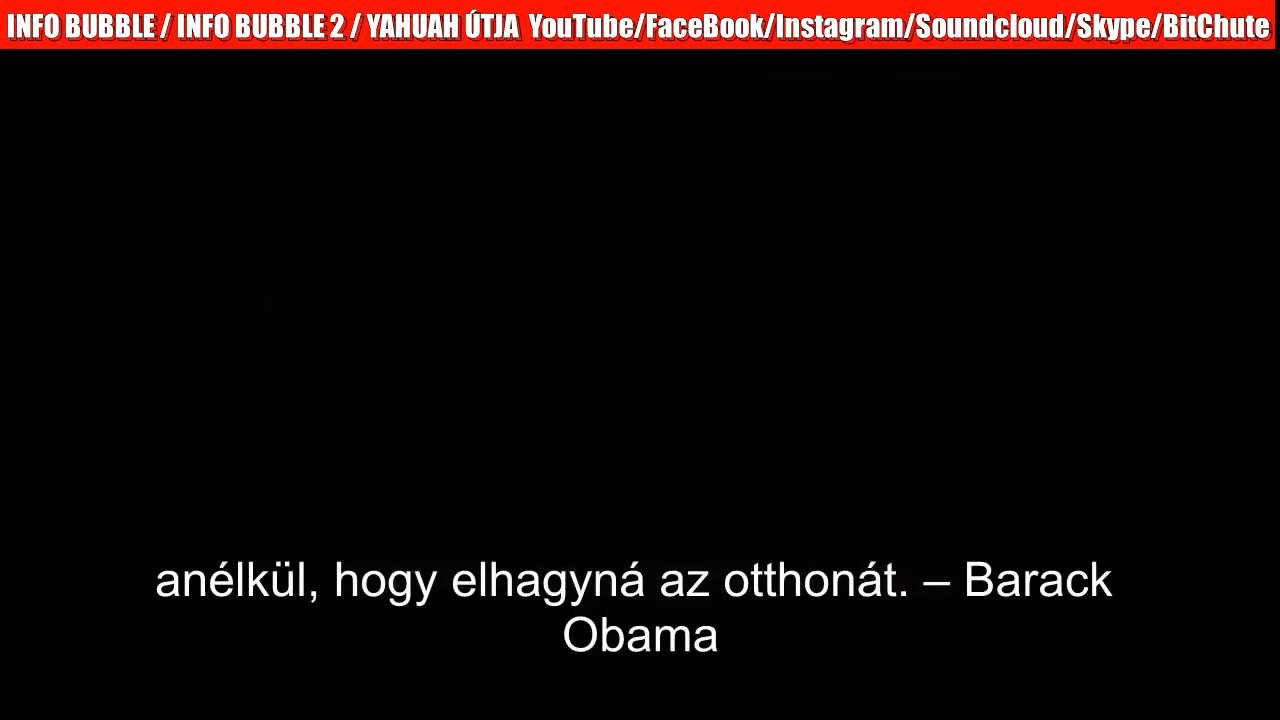 INFO BUBBLE / INFO BUBBLE 2 / YAHUAH ÚTJA YouTube/FaceBook/Instagram/Soundcloud/Skype/BitChute
anélkül, hogy elhagyná az otthonát. – Barack
Obama